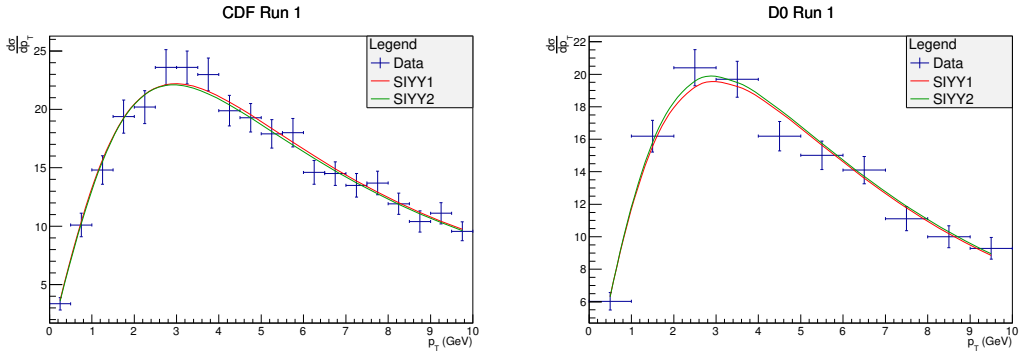 CDF Run 1
dσ
dp_T
25
20
15
10
5
0 1 2 3 4 5 6 7 8 9 10
p_T (GeV)
Legend
Data
SIYY1
SIYY2
D0 Run 1
dσ
dp_T
22
20
18
16
14
12
10
8
6
0 1 2 3 4 5 6 7 8 9 10
p_T (GeV)
Legend
Data
SIYY1
SIYY2